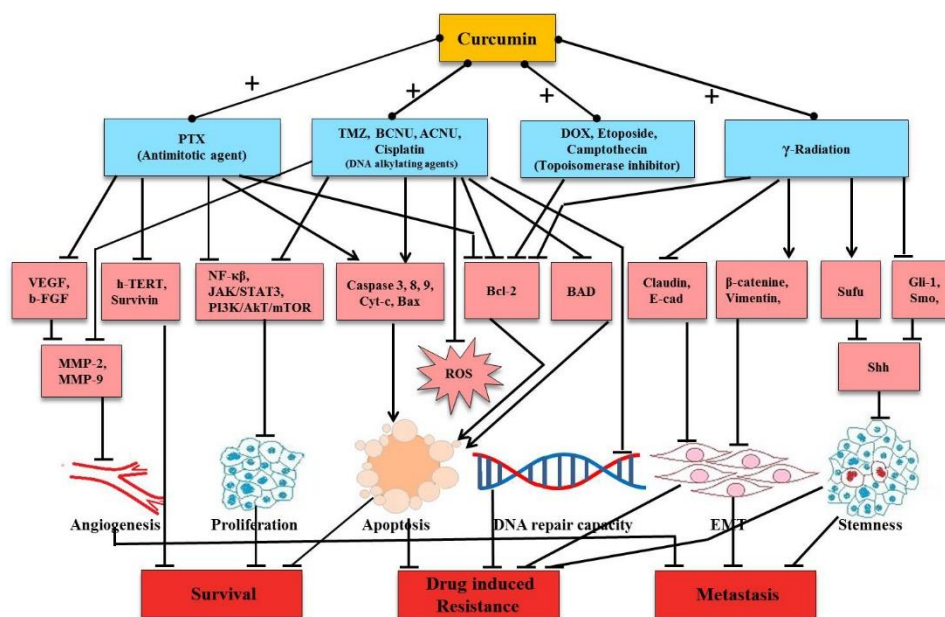 Curcumin
+
+
+
+
PTX
(Antimitotic agent)
TMZ, BCNU, ACNU,
Cisplatin
(DNA alkylating agents)
DOX, Etoposide,
Camptothecin
(Topoisomerase inhibitor)
γ-Radiation
VEGF,
b-FGF
h-TERT,
Survivin
NF-κβ,
JAK/STAT3,
PI3K/AkT/mTOR
Caspase 3, 8, 9,
Cyt-c, Bax
Bcl-2
BAD
Claudin,
E-cad
β-catenine,
Vimentin,
Sufu
Gli-1,
Smo,
MMP-2,
MMP-9
ROS
Shh
Angiogenesis
Proliferation
Apoptosis
DNA repair capacity
EMT
Stemness
Survival
Drug induced
Resistance
Metastasis